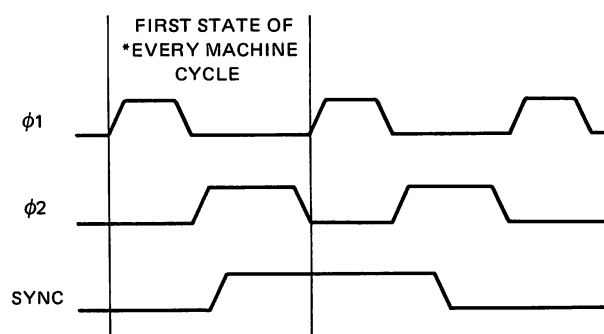 FIRST STATE OF
*EVERY MACHINE
CYCLE
ϕ1
ϕ2
SYNC